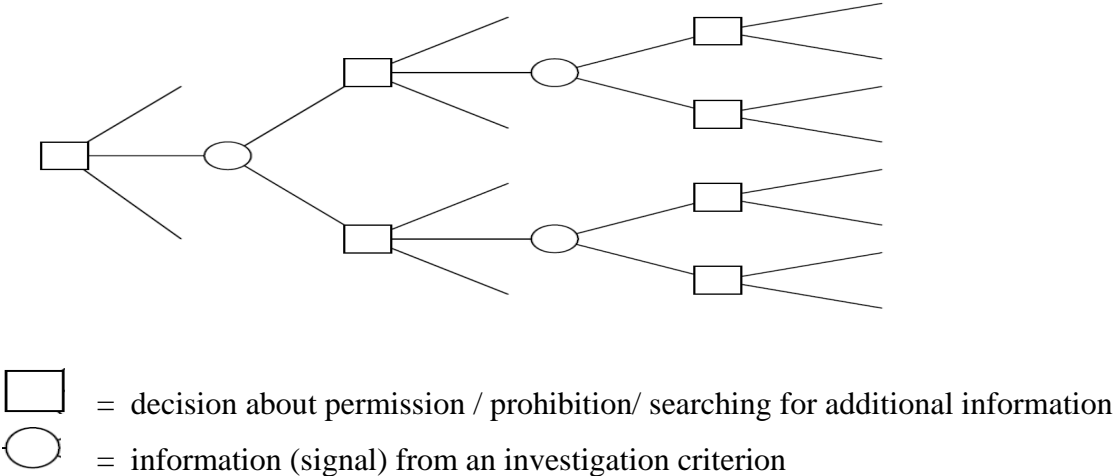 = decision about permission / prohibition/ searching for additional information
= information (signal) from an investigation criterion